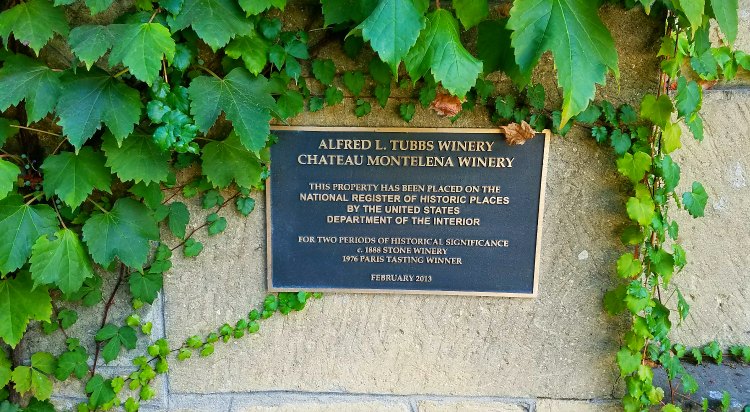 ALFRED L. TUBBS WINERY
CHATEAU MONTELENA WINERY
THIS PROPERTY HAS BEEN PLACED ON THE
NATIONAL REGISTER OF HISTORIC PLACES
BY THE UNITED STATES
DEPARTMENT OF THE INTERIOR
FOR TWO PERIODS OF HISTORICAL SIGNIFICANCE
c. 1888 STONE WINERY
1976 PARIS TASTING WINNER
FEBRUARY 2013